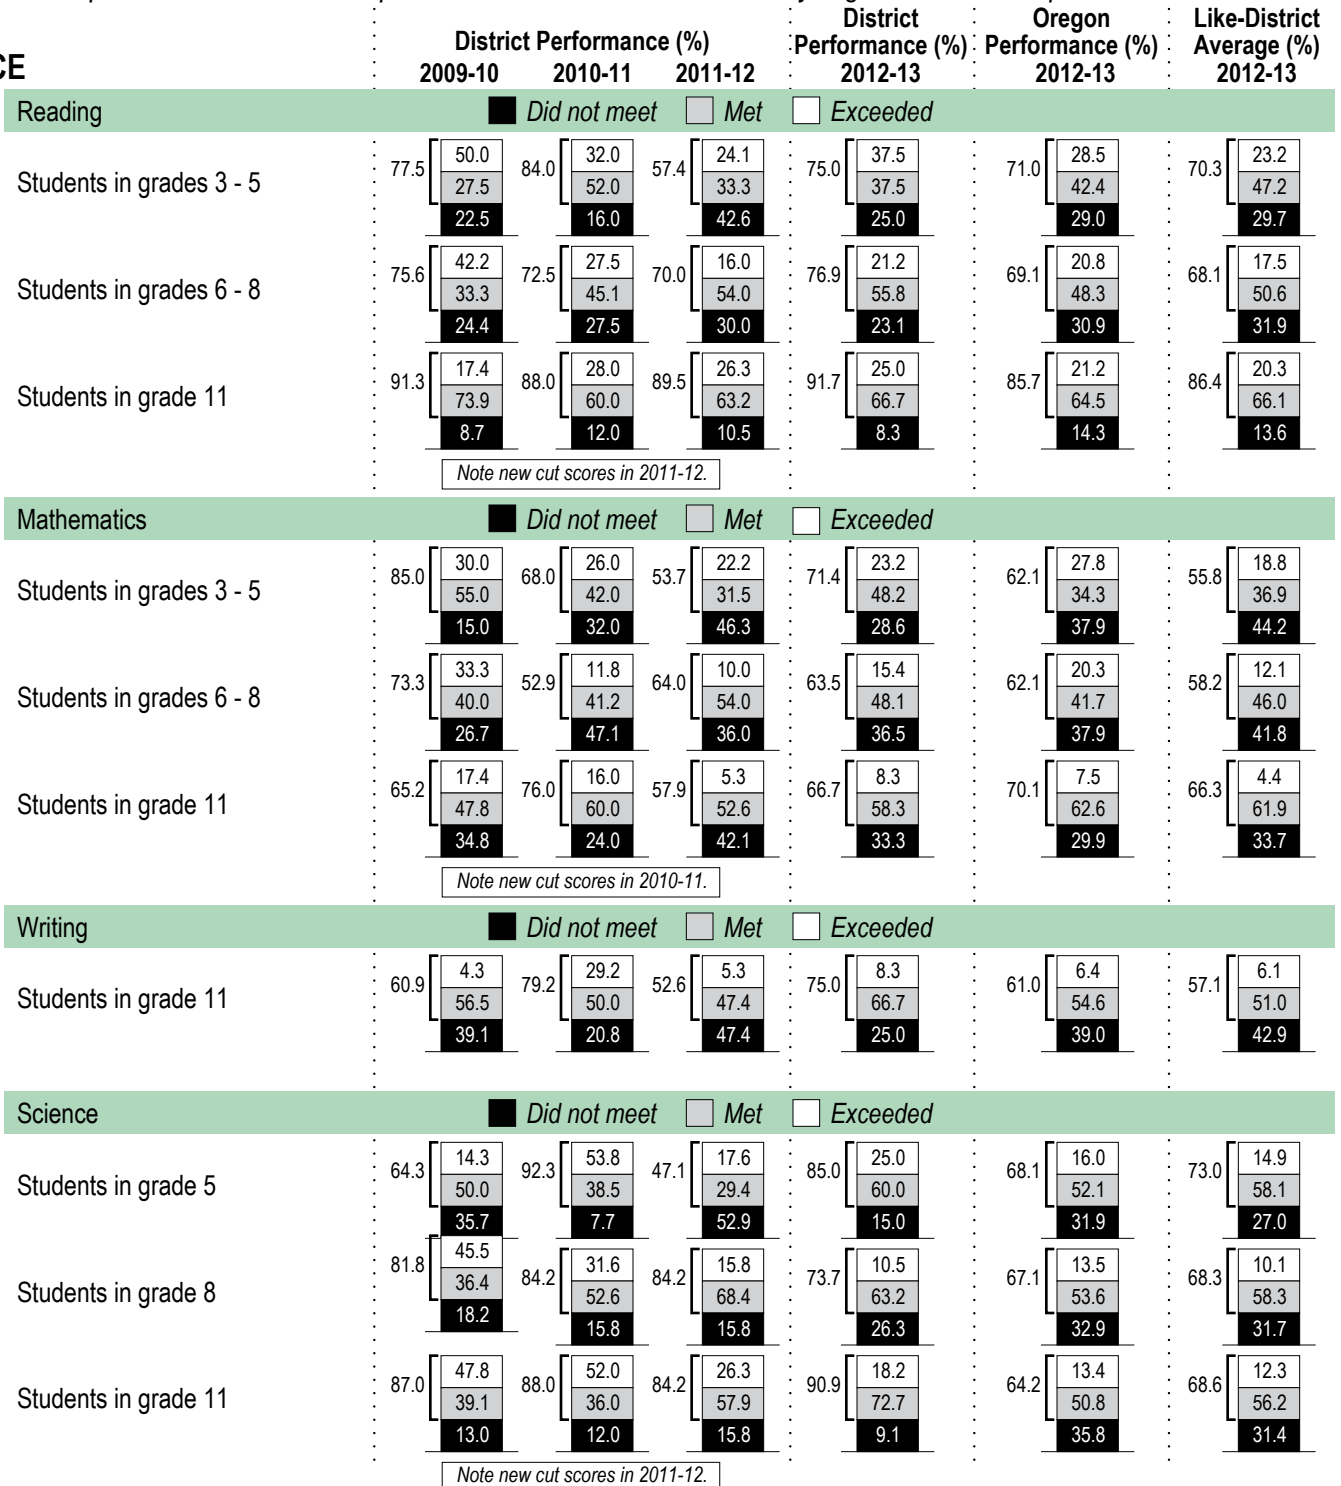 District Oregon Like-District
District Performance (%) Performance (%) Performance (%) Average (%)
CE 2009-10 2010-11 2011-12 2012-13 2012-13 2012-13
Reading Did not meet Met Exceeded
Students in grades 3 - 5
77.5 50.0 27.5 22.5
84.0 32.0 52.0 16.0
57.4 24.1 33.3 42.6
75.0 37.5 37.5 25.0
71.0 28.5 42.4 29.0
70.3 23.2 47.2 29.7
Students in grades 6 - 8
75.6 42.2 33.3 24.4
72.5 27.5 45.1 27.5
70.0 16.0 54.0 30.0
76.9 21.2 55.8 23.1
69.1 20.8 48.3 30.9
68.1 17.5 50.6 31.9
Students in grade 11
91.3 17.4 73.9 8.7
88.0 28.0 60.0 12.0
89.5 26.3 63.2 10.5
91.7 25.0 66.7 8.3
85.7 21.2 64.5 14.3
86.4 20.3 66.1 13.6
Note new cut scores in 2011-12.
Mathematics Did not meet Met Exceeded
Students in grades 3 - 5
85.0 30.0 55.0 15.0
68.0 26.0 42.0 32.0
53.7 22.2 31.5 46.3
71.4 23.2 48.2 28.6
62.1 27.8 34.3 37.9
55.8 18.8 36.9 44.2
Students in grades 6 - 8
73.3 33.3 40.0 26.7
52.9 11.8 41.2 47.1
64.0 10.0 54.0 36.0
63.5 15.4 48.1 36.5
62.1 20.3 41.7 37.9
58.2 12.1 46.0 41.8
Students in grade 11
65.2 17.4 47.8 34.8
76.0 16.0 60.0 24.0
57.9 5.3 52.6 42.1
66.7 8.3 58.3 33.3
70.1 7.5 62.6 29.9
66.3 4.4 61.9 33.7
Note new cut scores in 2010-11.
Writing Did not meet Met Exceeded
Students in grade 11
60.9 4.3 56.5 39.1
79.2 29.2 50.0 20.8
52.6 5.3 47.4 47.4
75.0 8.3 66.7 25.0
61.0 6.4 54.6 39.0
57.1 6.1 51.0 42.9
Science Did not meet Met Exceeded
Students in grade 5
64.3 14.3 50.0 35.7
92.3 53.8 38.5 7.7
47.1 17.6 29.4 52.9
85.0 25.0 60.0 15.0
68.1 16.0 52.1 31.9
73.0 14.9 58.1 27.0
Students in grade 8
81.8 45.5 36.4 18.2
84.2 31.6 52.6 15.8
84.2 15.8 68.4 15.8
73.7 10.5 63.2 26.3
67.1 13.5 53.6 32.9
68.3 10.1 58.3 31.7
Students in grade 11
87.0 47.8 39.1 13.0
88.0 52.0 36.0 12.0
84.2 26.3 57.9 15.8
90.9 18.2 72.7 9.1
64.2 13.4 50.8 35.8
68.6 12.3 56.2 31.4
Note new cut scores in 2011-12.